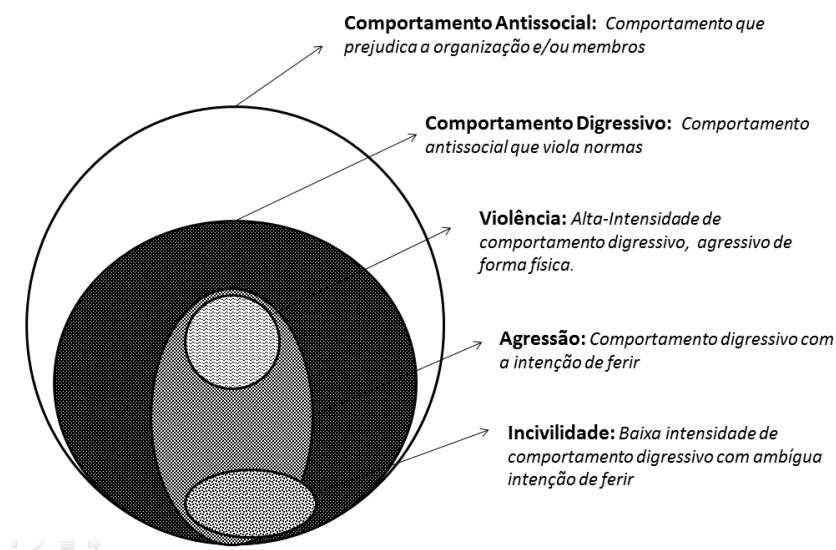 Comportamento Antissocial: Comportamento que
prejudica a organização e/ou membros
Comportamento Digressivo: Comportamento
antissocial que viola normas
Violência: Alta-Intensidade de
comportamento digressivo, agressivo de
forma física.
Agressão: Comportamento digressivo com
a intenção de ferir
Incivilidade: Baixa intensidade de
comportamento digressivo com ambígua
intenção de ferir